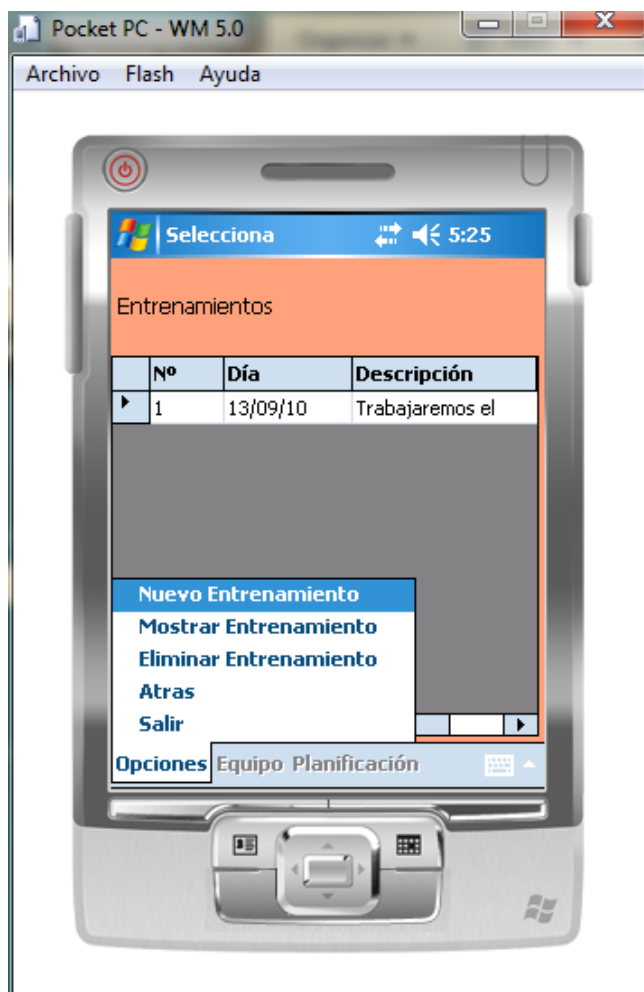 Pocket PC - WM 5.0
Archivo Flash Ayuda
Selecciona 5:25
Entrenamientos
Nº Día Descripción
1 13/09/10 Trabajaremos el
Nuevo Entrenamiento
Mostrar Entrenamiento
Eliminar Entrenamiento
Atras
Salir
Opciones Equipo Planificación